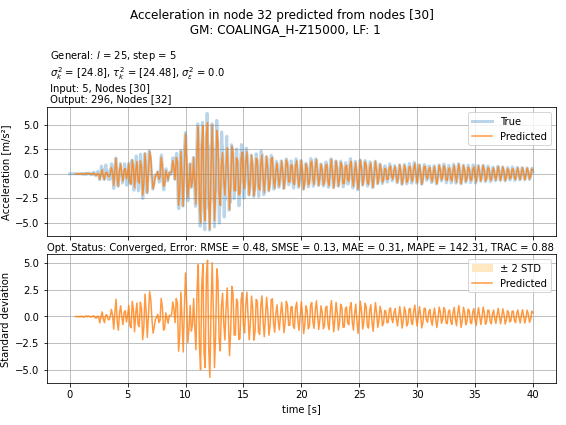 Acceleration in node 32 predicted from nodes [30]
GM: COALINGA_H-Z15000, LF: 1
General: l = 25, step = 5
σ²ₖ = [24.8], τ²ₖ = [24.48], σ²ε = 0.0
Input: 5, Nodes [30]
Output: 296, Nodes [32]
Acceleration [m/s²]
5.0
2.5
0.0
−2.5
−5.0
True
Predicted
Opt. Status: Converged, Error: RMSE = 0.48, SMSE = 0.13, MAE = 0.31, MAPE = 142.31, TRAC = 0.88
Standard deviation
5.0
2.5
0.0
−2.5
−5.0
± 2 STD
Predicted
0 5 10 15 20 25 30 35 40
time [s]